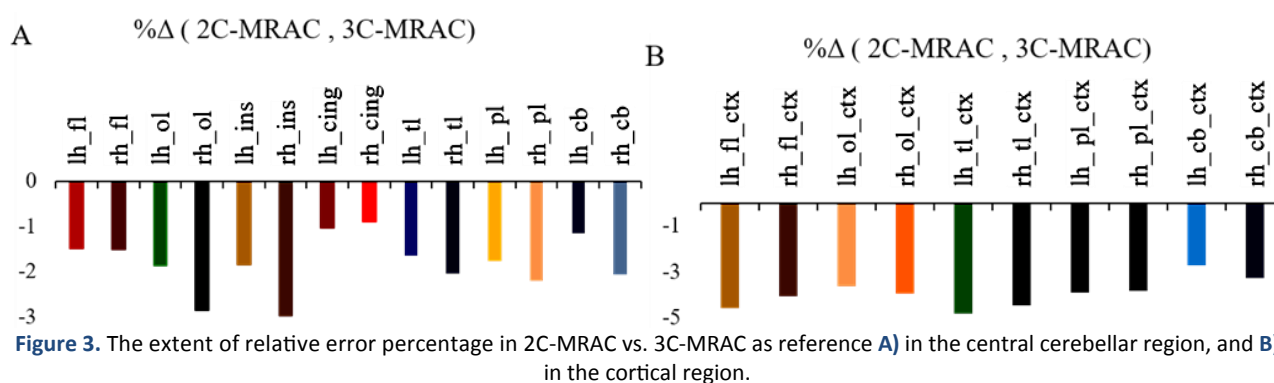 A
%Δ ( 2C-MRAC , 3C-MRAC)
lh_fl
rh_fl
lh_ol
rh_ol
lh_ins
rh_ins
lh_cing
rh_cing
lh_tl
rh_tl
lh_pl
rh_pl
lh_cb
rh_cb
0
-1
-2
-3
B
%Δ ( 2C-MRAC , 3C-MRAC)
lh_fl_ctx
rh_fl_ctx
lh_ol_ctx
rh_ol_ctx
lh_tl_ctx
rh_tl_ctx
lh_pl_ctx
rh_pl_ctx
lh_cb_ctx
rh_cb_ctx
-1
-3
-5
Figure 3. The extent of relative error percentage in 2C-MRAC vs. 3C-MRAC as reference A) in the central cerebellar region, and B)
in the cortical region.